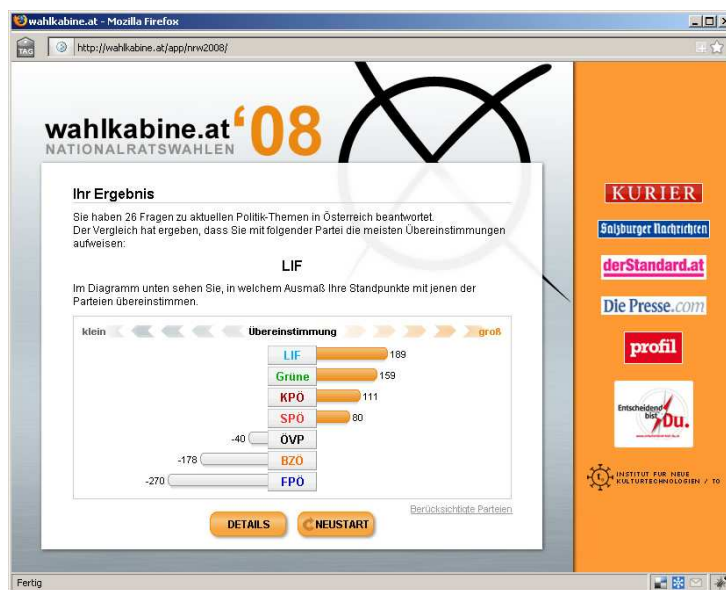 wahlkabine.at - Mozilla Firefox
TAG
http://wahlkabine.at/app/nrw2008/
wahlkabine.at '08
NATIONALRATSWAHLEN
Ihr Ergebnis
Sie haben 26 Fragen zu aktuellen Politik-Themen in Österreich beantwortet.
Der Vergleich hat ergeben, dass Sie mit folgender Partei die meisten Übereinstimmungen
aufweisen:
LIF
Im Diagramm unten sehen Sie, in welchem Ausmaß Ihre Standpunkte mit jenen der
Parteien übereinstimmen.
klein Übereinstimmung groß
LIF 189
Grüne 159
KPÖ 111
SPÖ 80
-40 ÖVP
-178 BZÖ
-270 FPÖ
Berücksichtigte Parteien
DETAILS NEUSTART
KURIER
Salzburger Nachrichten
derStandard.at
Die Presse.com
profil
Entscheidend
bist Du.
INSTITUT FÜR NEUE
KULTURTECHNOLOGIEN / T0
Fertig